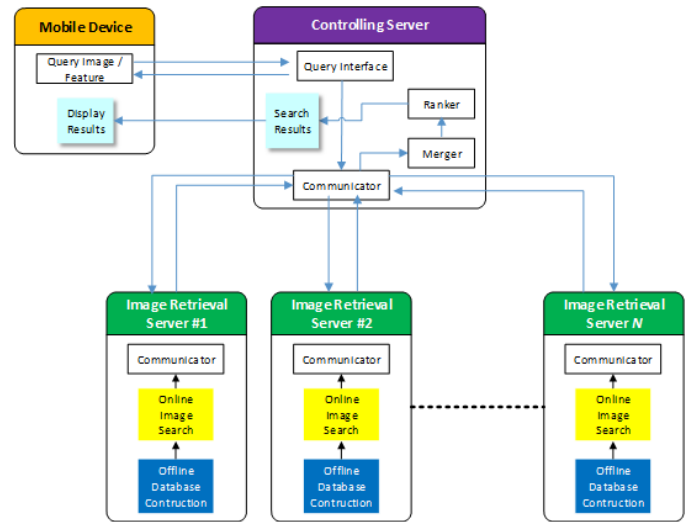 Mobile Device
Query Image /
Feature
Display
Results
Controlling Server
Query Interface
Search
Results
Ranker
Merger
Communicator
Image Retrieval
Server #1
Communicator
Online
Image
Search
Offline
Database
Contruction
Image Retrieval
Server #2
Communicator
Online
Image
Search
Offline
Database
Contruction
Image Retrieval
Server N
Communicator
Online
Image
Search
Offline
Database
Contruction